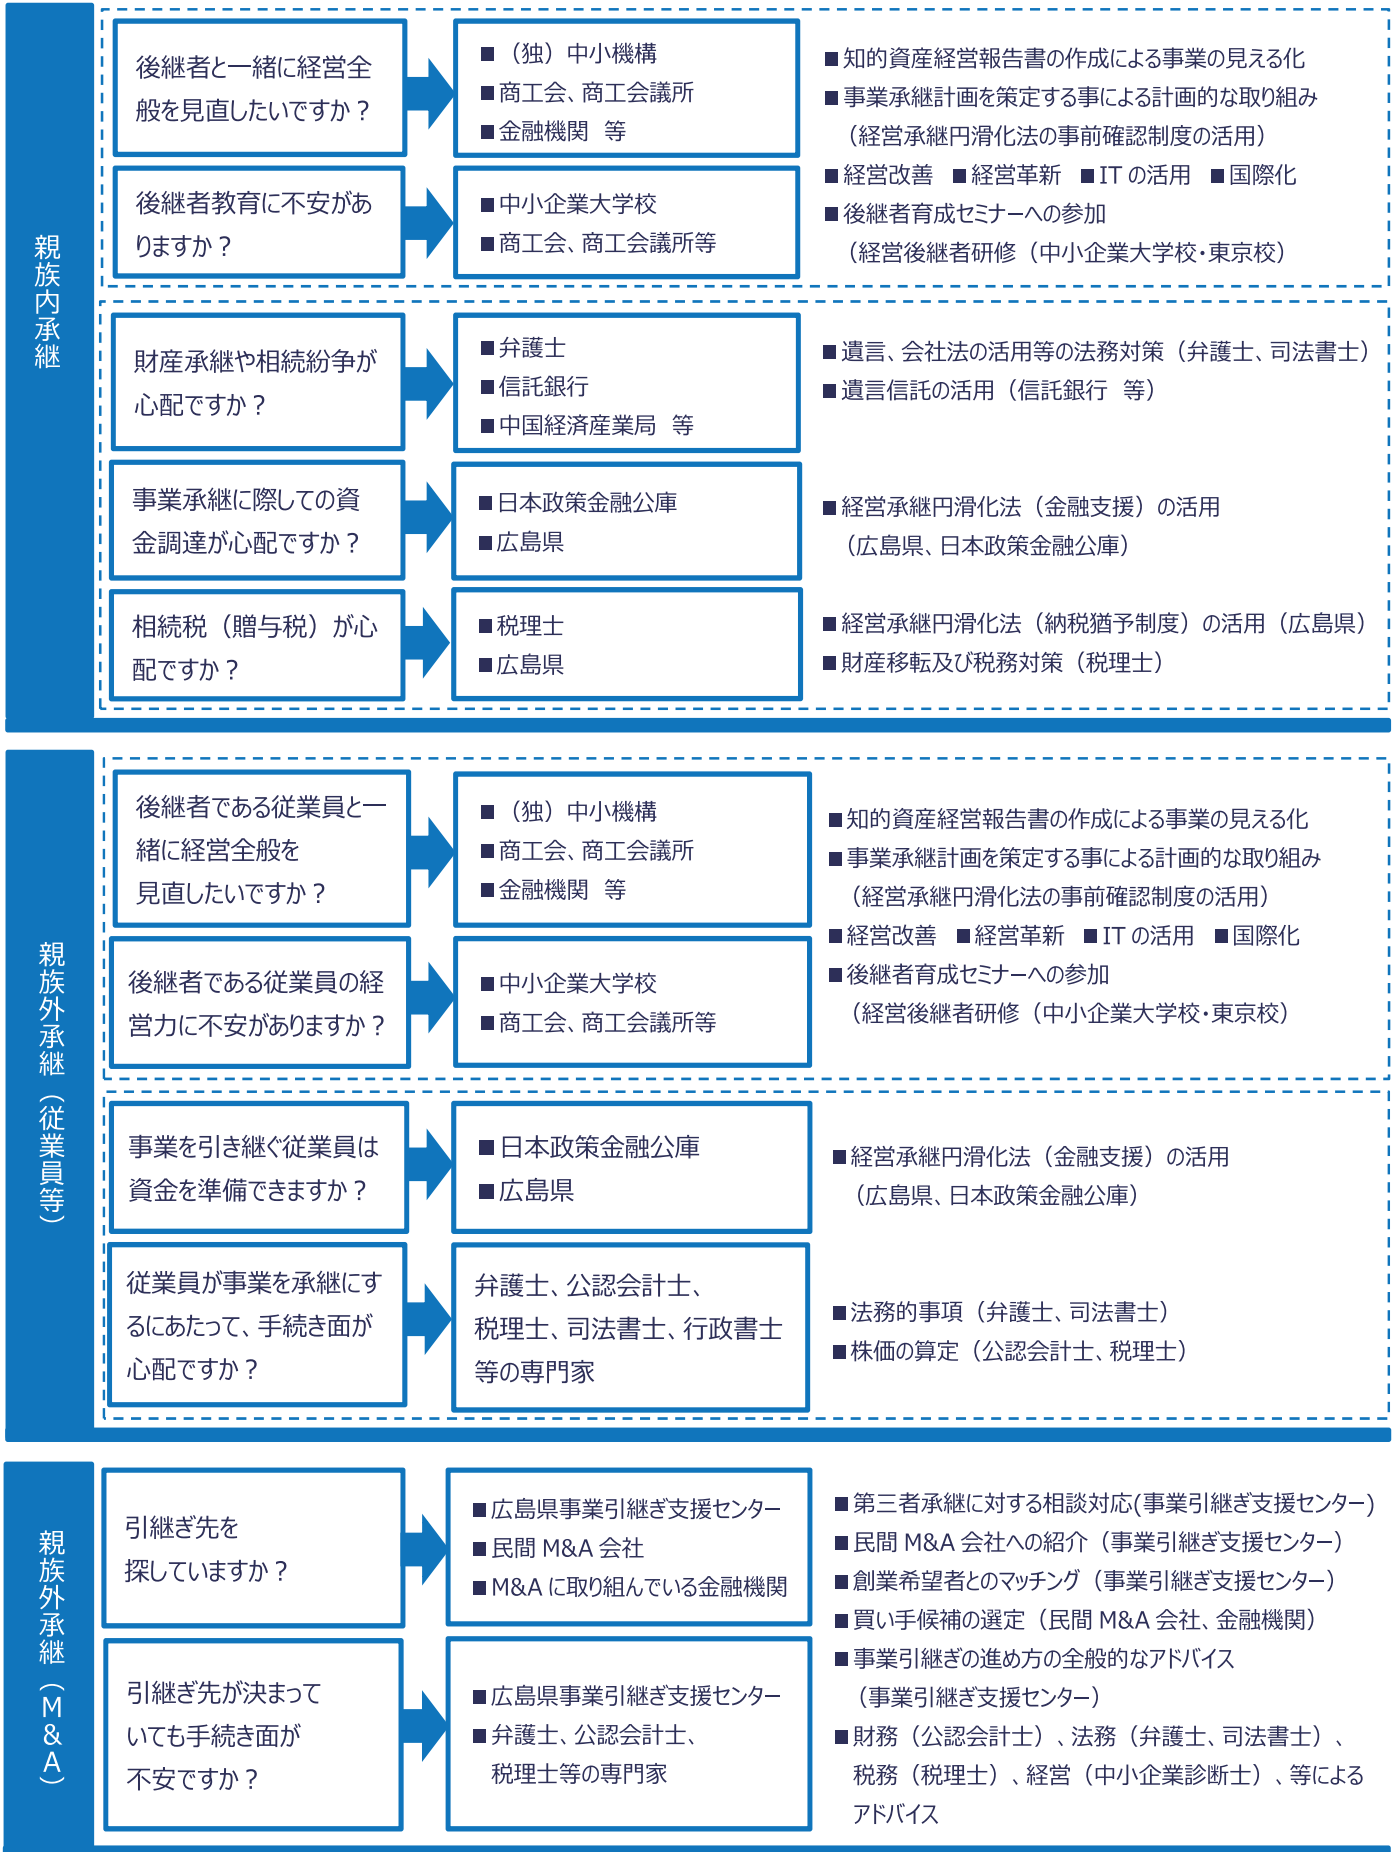 親族内承継
後継者と一緒に経営全
般を見直したいですか？
■（独）中小機構
■商工会、商工会議所
■金融機関　等
後継者教育に不安があ
りますか？
■中小企業大学校
■商工会、商工会議所等
■知的資産経営報告書の作成による事業の見える化
■事業承継計画を策定する事による計画的な取り組み
（経営承継円滑化法の事前確認制度の活用）
■経営改善　■経営革新　■IT の活用　■国際化
■後継者育成セミナーへの参加
（経営後継者研修（中小企業大学校・東京校）
財産承継や相続紛争が
心配ですか？
■弁護士
■信託銀行
■中国経済産業局　等
■遺言、会社法の活用等の法務対策（弁護士、司法書士）
■遺言信託の活用（信託銀行　等）
事業承継に際しての資
金調達が心配ですか？
■日本政策金融公庫
■広島県
■経営承継円滑化法（金融支援）の活用
（広島県、日本政策金融公庫）
相続税（贈与税）が心
配ですか？
■税理士
■広島県
■経営承継円滑化法（納税猶予制度）の活用（広島県）
■財産移転及び税務対策（税理士）
親族外承継（従業員等）
後継者である従業員と一
緒に経営全般を
見直したいですか？
■（独）中小機構
■商工会、商工会議所
■金融機関　等
後継者である従業員の経
営力に不安がありますか？
■中小企業大学校
■商工会、商工会議所等
■知的資産経営報告書の作成による事業の見える化
■事業承継計画を策定する事による計画的な取り組み
（経営承継円滑化法の事前確認制度の活用）
■経営改善　■経営革新　■IT の活用　■国際化
■後継者育成セミナーへの参加
（経営後継者研修（中小企業大学校・東京校）
事業を引き継ぐ従業員は
資金を準備できますか？
■日本政策金融公庫
■広島県
■経営承継円滑化法（金融支援）の活用
（広島県、日本政策金融公庫）
従業員が事業を承継にす
るにあたって、手続き面が
心配ですか？
弁護士、公認会計士、
税理士、司法書士、行政書士
等の専門家
■法務的事項（弁護士、司法書士）
■株価の算定（公認会計士、税理士）
親族外承継（M＆A）
引継ぎ先を
探していますか？
■広島県事業引継ぎ支援センター
■民間 M&A 会社
■M&A に取り組んでいる金融機関
引継ぎ先が決まって
いても手続き面が
不安ですか？
■広島県事業引継ぎ支援センター
■弁護士、公認会計士、
税理士等の専門家
■第三者承継に対する相談対応(事業引継ぎ支援センター)
■民間 M&A 会社への紹介（事業引継ぎ支援センター）
■創業希望者とのマッチング（事業引継ぎ支援センター）
■買い手候補の選定（民間 M&A 会社、金融機関）
■事業引継ぎの進め方の全般的なアドバイス
（事業引継ぎ支援センター）
■財務（公認会計士）、法務（弁護士、司法書士）、
税務（税理士）、経営（中小企業診断士）、等による
アドバイス